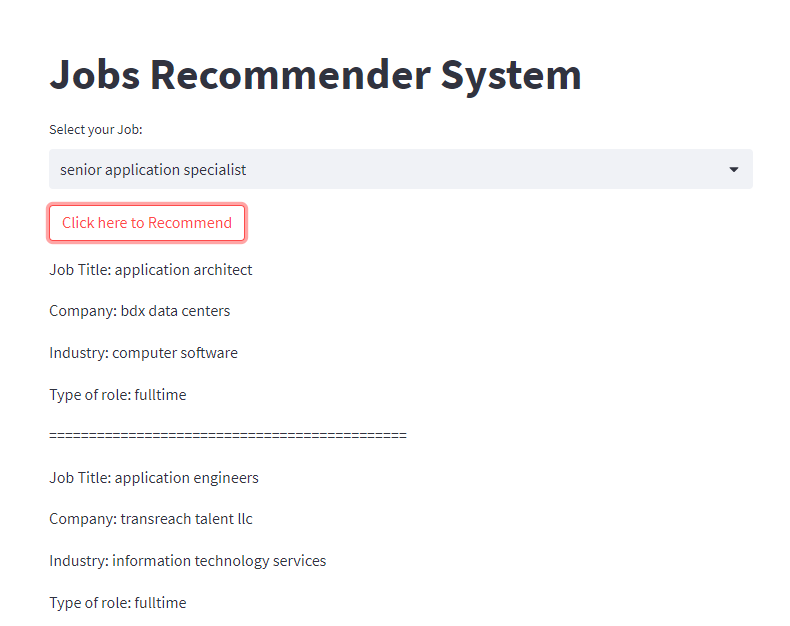 Jobs Recommender System
Select your Job:
senior application specialist
Click here to Recommend
Job Title: application architect
Company: bdx data centers
Industry: computer software
Type of role: fulltime
=============================================
Job Title: application engineers
Company: transreach talent llc
Industry: information technology services
Type of role: fulltime